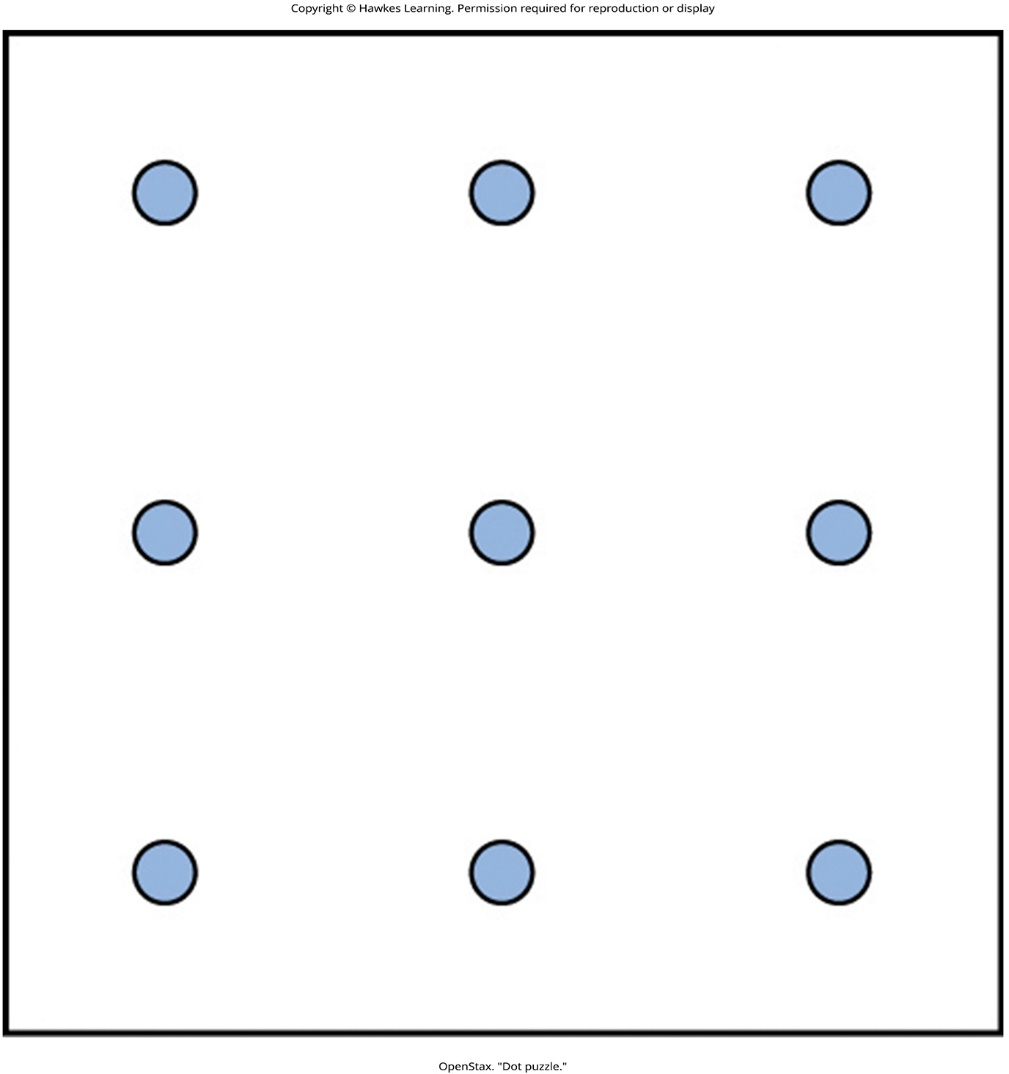 Copyright © Hawkes Learning. Permission required for reproduction or display
OpenStax. "Dot puzzle."